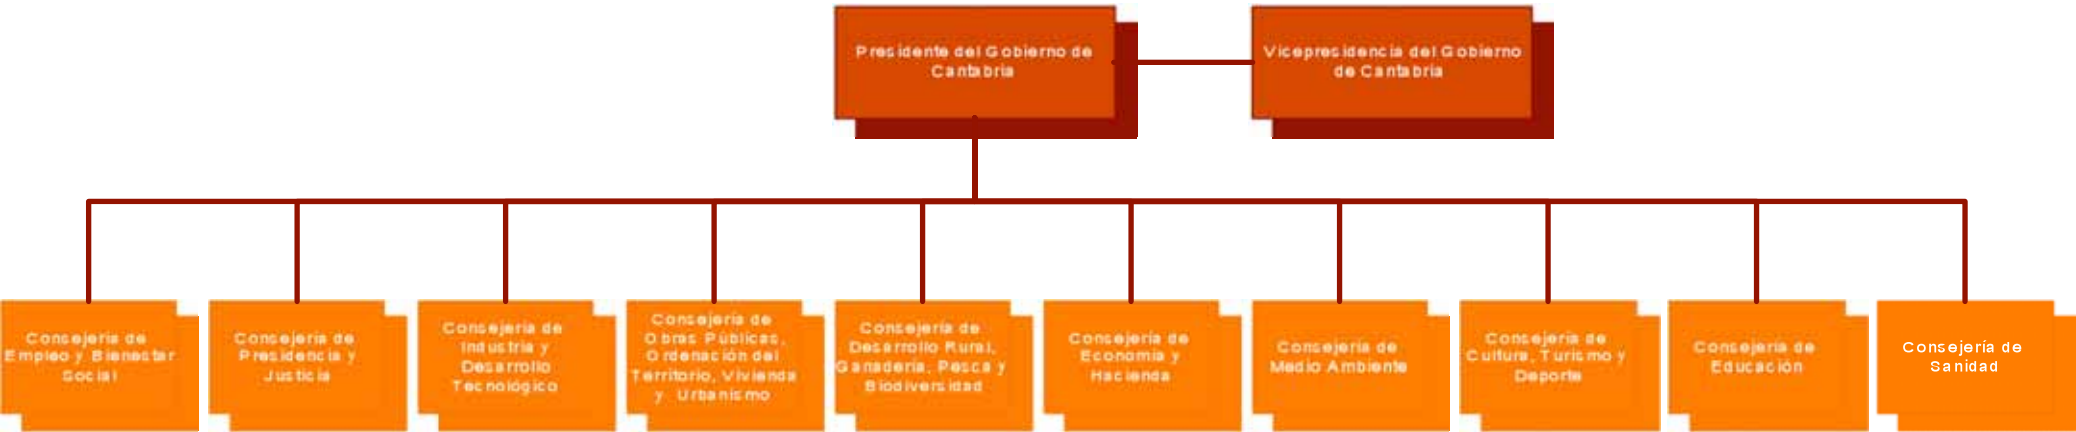 Presidente del Gobierno de
Cantabria
Vicepresidencia del Gobierno
de Cantabria
Consejería de
Empleo y Bienestar
Social
Consejería de
Presidencia y
Justicia
Consejería de
Industria y
Desarrollo
Tecnológico
Consejería de
Obras Públicas,
Ordenación del
Territorio, Vivienda
y Urbanismo
Consejería de
Desarrollo Rural,
Ganadería, Pesca y
Biodiversidad
Consejería de
Economía y
Hacienda
Consejería de
Medio Ambiente
Consejería de
Cultura, Turismo y
Deporte
Consejería de
Educación
Consejería de
Sanidad